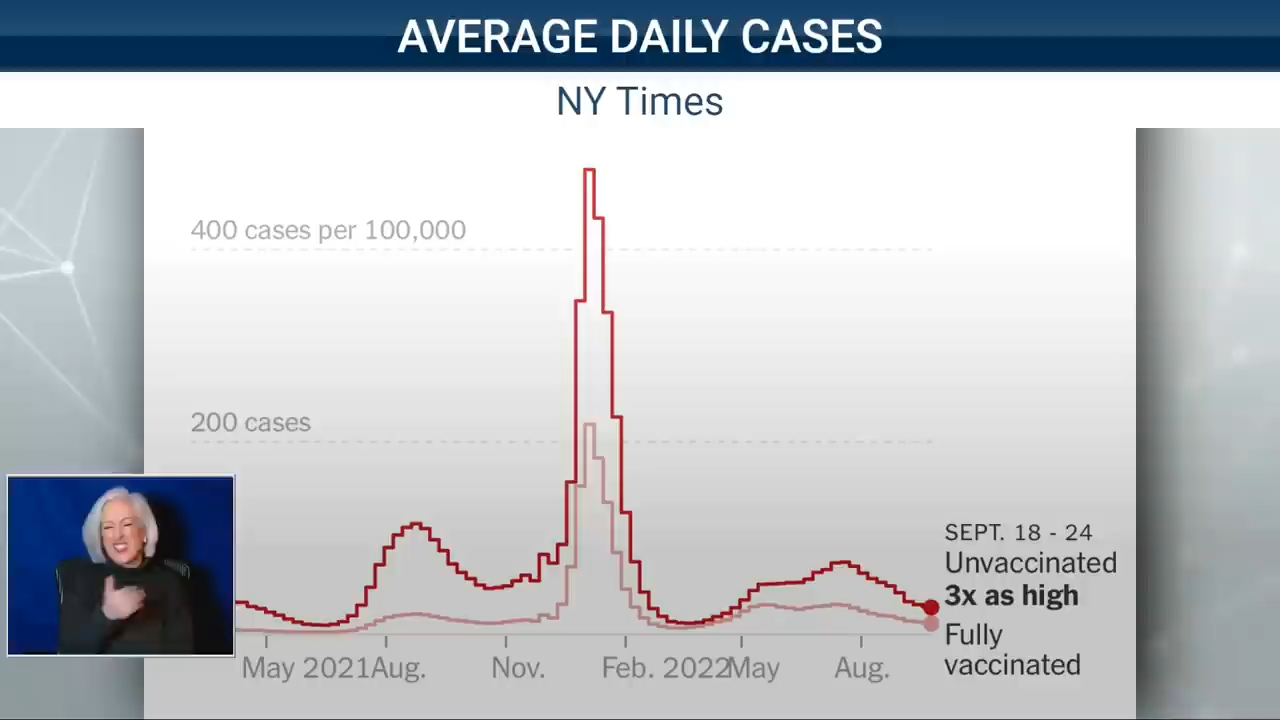 AVERAGE DAILY CASES
NY Times
400 cases per 100,000
200 cases
SEPT. 18 - 24
Unvaccinated
3x as high
Fully
vaccinated
May 2021 Aug. Nov. Feb. 2022 May Aug.